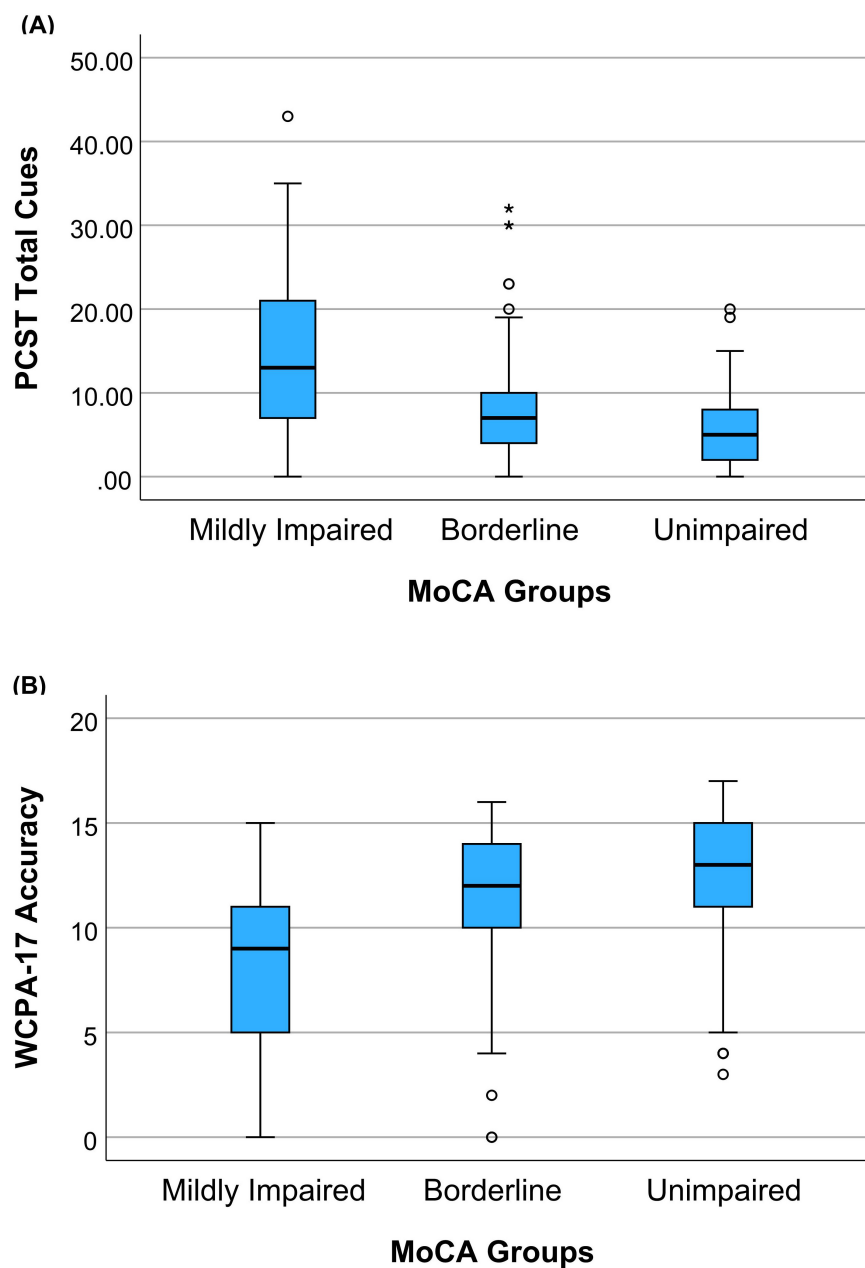 (A)
PCST Total Cues
50.00
40.00
30.00
20.00
10.00
.00
Mildly Impaired Borderline Unimpaired
MoCA Groups
(B)
WCPA-17 Accuracy
20
15
10
5
0
Mildly Impaired Borderline Unimpaired
MoCA Groups